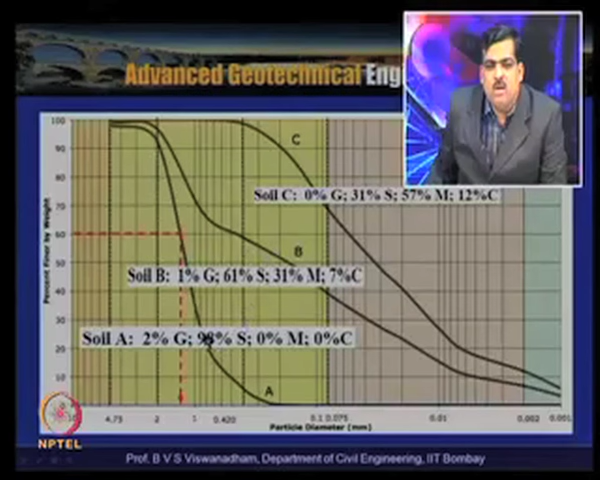 Advanced Geotechnical Eng
100
90
80
70
60
50
40
30
20
10
Percent Finer by Weight
C
Soil C: 0% G; 31% S; 57% M; 12%C
B
Soil B: 1% G; 61% S; 31% M; 7%C
Soil A: 2% G; 98% S; 0% M; 0%C
A
4.75 2 1 0.420 0.1 0.075 0.01 0.002 0.001
Particle Diameter (mm)
NPTEL
Prof. B V S Viswanadham, Department of Civil Engineering, IIT Bombay